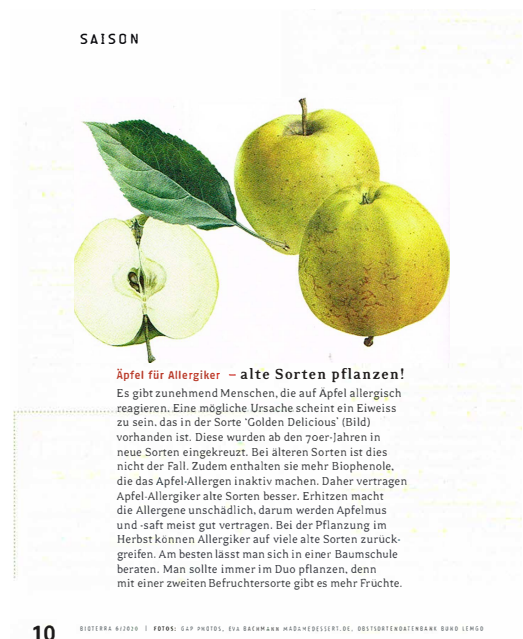 SAISON
Äpfel für Allergiker – alte Sorten pflanzen!
Es gibt zunehmend Menschen, die auf Äpfel allergisch
reagieren. Eine mögliche Ursache scheint ein Eiweiss
zu sein, das in der Sorte ‘Golden Delicious’ (Bild)
vorhanden ist. Diese wurden ab den 70er-Jahren in
neue Sorten eingekreuzt. Bei älteren Sorten ist dies
nicht der Fall. Zudem enthalten sie mehr Biophenole,
die das Apfel-Allergen inaktiv machen. Daher vertragen
Apfel-Allergiker alte Sorten besser. Erhitzen macht
die Allergene unschädlich, darum werden Apfelmus
und -saft meist gut vertragen. Bei der Pflanzung im
Herbst können Allergiker auf viele alte Sorten zurück-
greifen. Am besten lässt man sich in einer Baumschule
beraten. Man sollte immer im Duo pflanzen, denn
mit einer zweiten Befruchtersorte gibt es mehr Früchte.
10 BIOTERRA 6/2020 | FOTOS: GAP PHOTOS, EVA BACHMANN MADAMEDESSERT.DE, OBSTSORTENDATENBANK BUND LEMGO